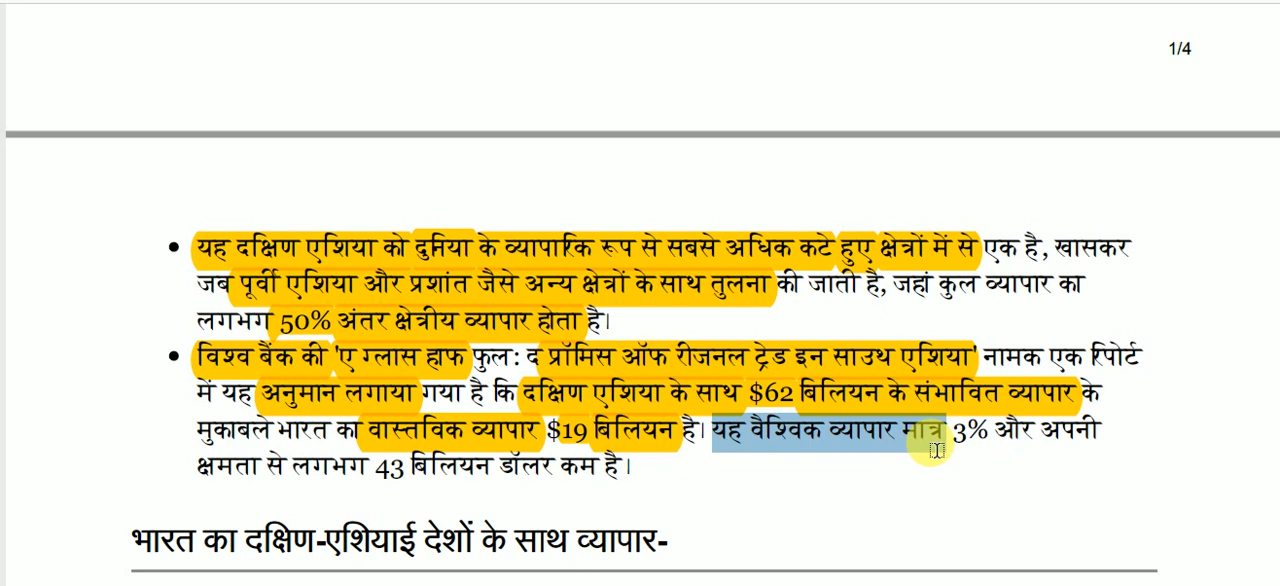 1/4
• यह दक्षिण एशिया को दुनिया के व्यापारिक रूप से सबसे अधिक कटे हुए क्षेत्रों में से एक है, खासकर
जब पूर्वी एशिया और प्रशांत जैसे अन्य क्षेत्रों के साथ तुलना की जाती है, जहां कुल व्यापार का
लगभग 50% अंतर क्षेत्रीय व्यापार होता है।
• विश्व बैंक की 'ए ग्लास हाफ फुल: द प्रॉमिस ऑफ रीजनल ट्रेड इन साउथ एशिया' नामक एक रिपोर्ट
में यह अनुमान लगाया गया है कि दक्षिण एशिया के साथ $62 बिलियन के संभावित व्यापार के
मुकाबले भारत का वास्तविक व्यापार $19 बिलियन है। यह वैश्विक व्यापार मात्र 3% और अपनी
क्षमता से लगभग 43 बिलियन डॉलर कम है।
भारत का दक्षिण-एशियाई देशों के साथ व्यापार-